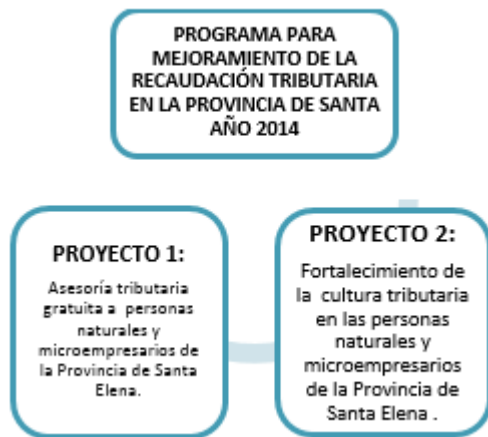 PROGRAMA PARA
MEJORAMIENTO DE LA
RECAUDACIÓN TRIBUTARIA
EN LA PROVINCIA DE SANTA
AÑO 2014
PROYECTO 1:
Asesoría tributaria
gratuita a personas
naturales y
microempresarios de
la Provincia de Santa
Elena.
PROYECTO 2:
Fortalecimiento de
la cultura tributaria
en las personas
naturales y
microempresarios
de la Provincia de
Santa Elena .